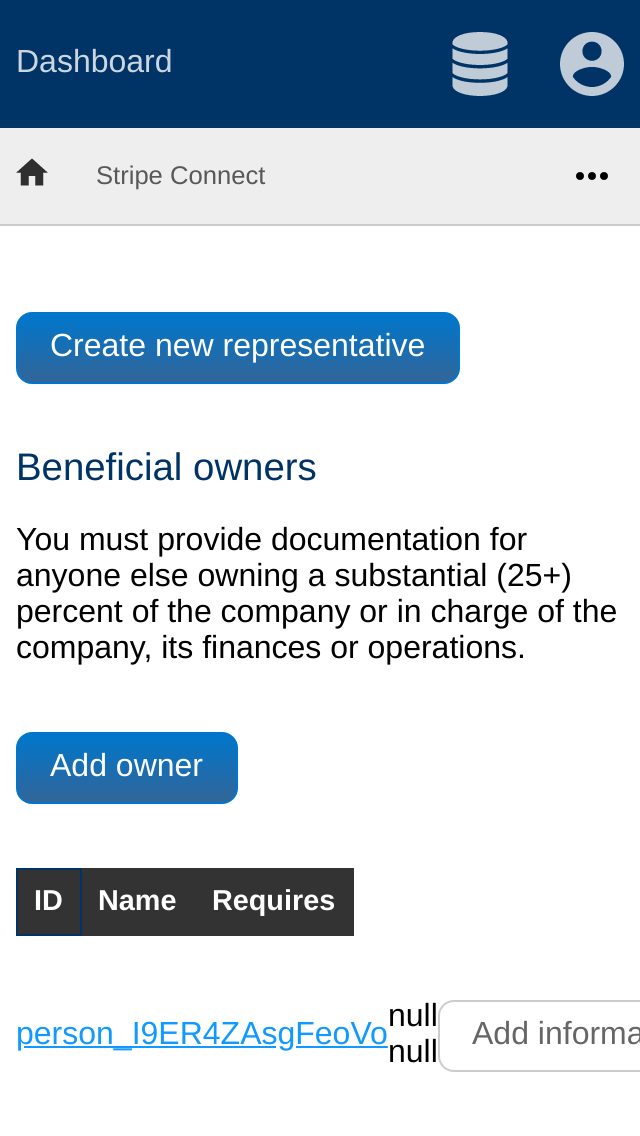 Dashboard
Stripe Connect
Create new representative
Beneficial owners
You must provide documentation for
anyone else owning a substantial (25+)
percent of the company or in charge of the
company, its finances or operations.
Add owner
ID Name Requires
person_I9ER4ZAsgFeoVo null null Add informa